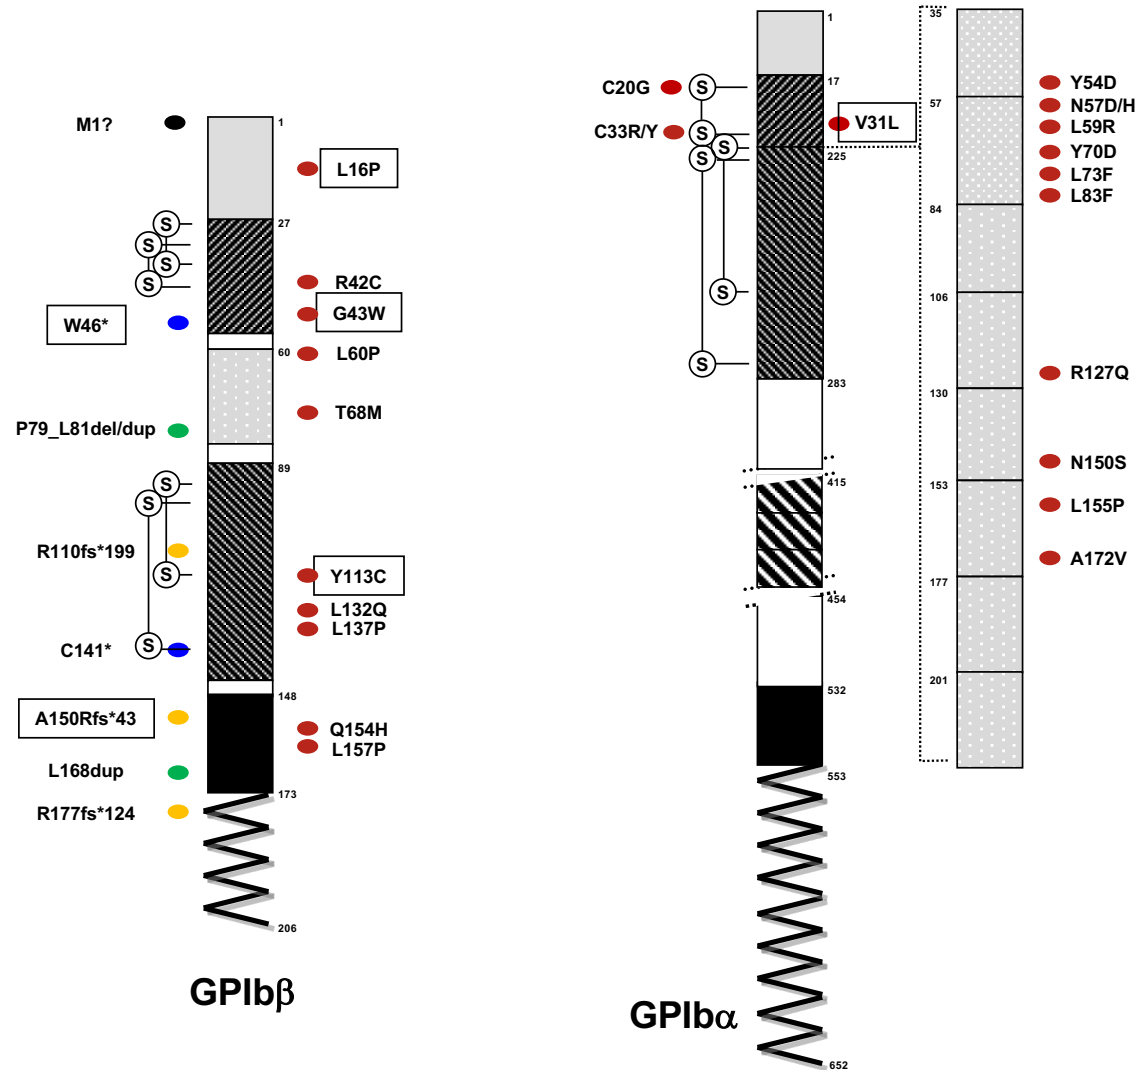 M1?
1
L16P
27
S
S
S
S
R42C
G43W
W46*
60
L60P
T68M
P79_L81del/dup
89
S
S
R110fs*199
S
Y113C
L132Q
L137P
C141*
S
148
A150Rfs*43
Q154H
L157P
L168dup
173
R177fs*124
206
GPIbβ
1
17
C20G
S
V31L
C33R/Y
S
S
S
225
S
S
283
415
454
532
553
652
GPIbα
35
Y54D
57
N57D/H
L59R
Y70D
L73F
L83F
84
106
R127Q
130
N150S
153
L155P
A172V
177
201